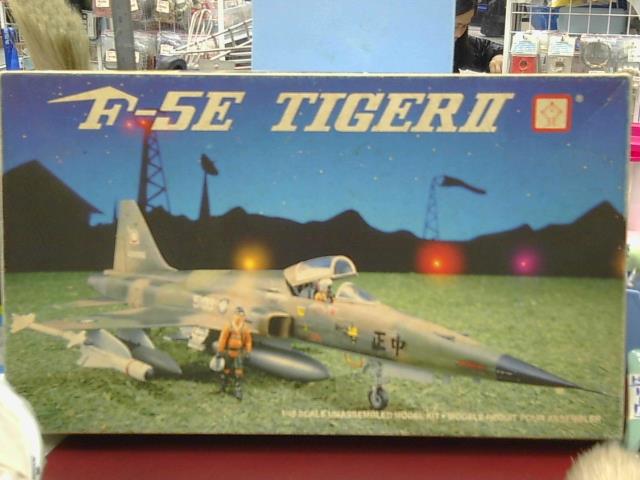 F-5E TIGER II
®
正中
1/48 SCALE UNASSEMBLED MODEL KIT • MODELE REDUIT POUR ASSEMBLER